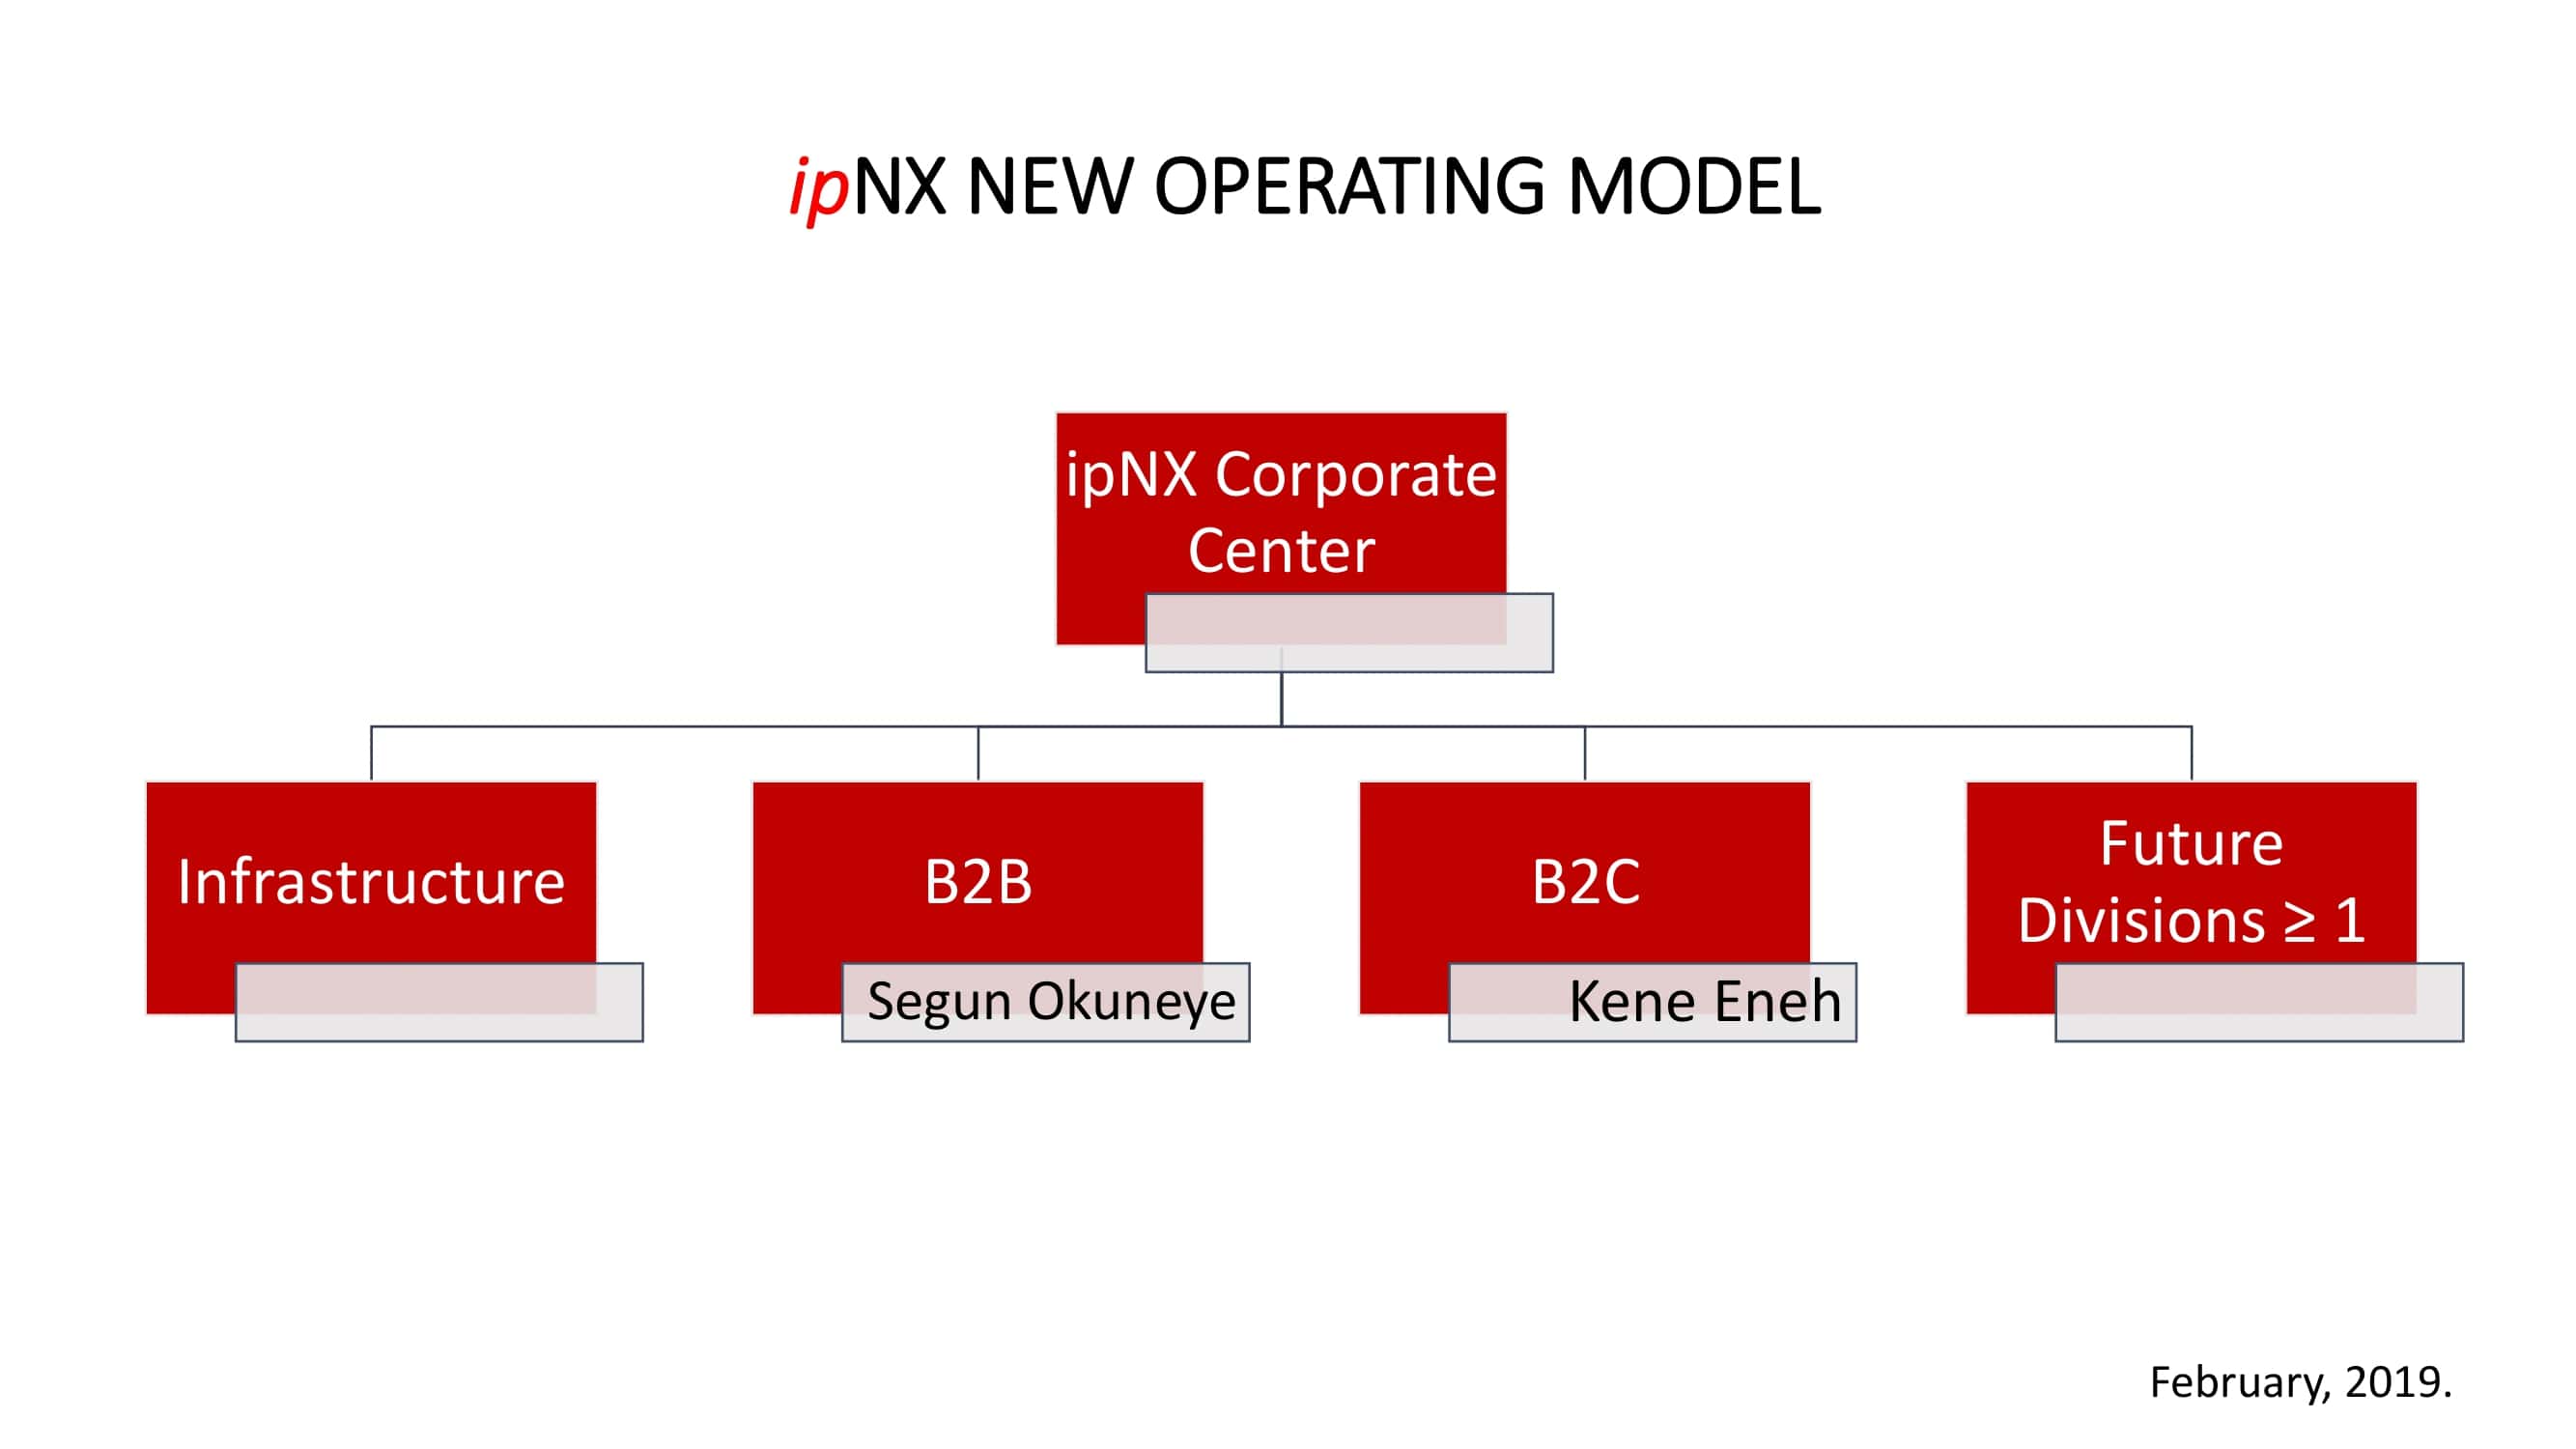 ipNX NEW OPERATING MODEL
ipNX Corporate
Center
Infrastructure
B2B
Segun Okuneye
B2C
Kene Eneh
Future
Divisions ≥ 1
February, 2019.